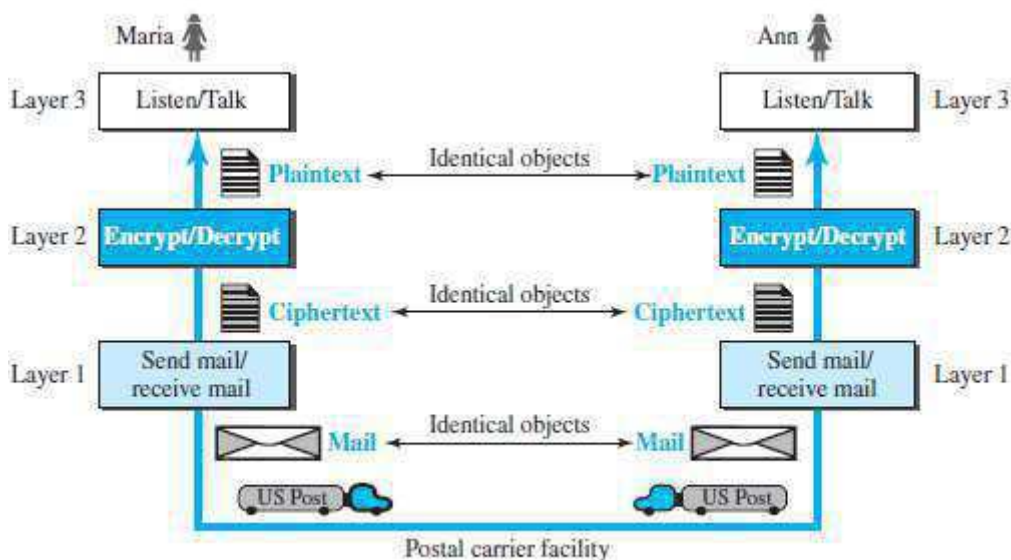 Maria
Ann
Layer 3
Listen/Talk
Listen/Talk
Layer 3
Identical objects
Plaintext
Plaintext
Layer 2
Encrypt/Decrypt
Encrypt/Decrypt
Layer 2
Identical objects
Ciphertext
Ciphertext
Layer 1
Send mail/
receive mail
Send mail/
receive mail
Layer 1
Identical objects
Mail
Mail
US Post
US Post
Postal carrier facility